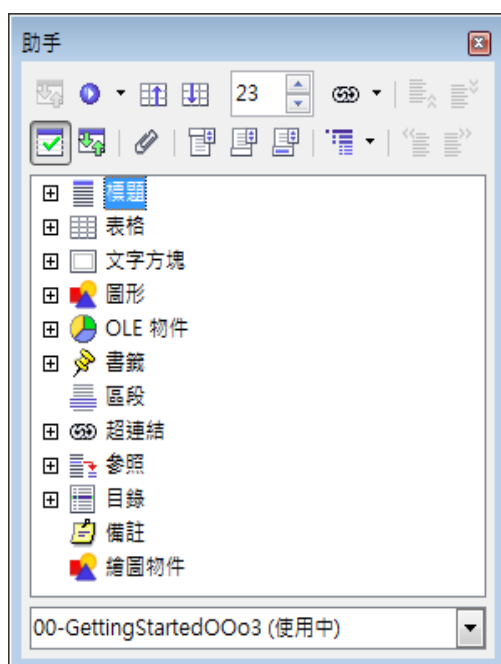 助手
23
標題
表格
文字方塊
圖形
OLE 物件
書籤
區段
超連結
參照
目錄
備註
繪圖物件
00-GettingStartedOOo3 (使用中)